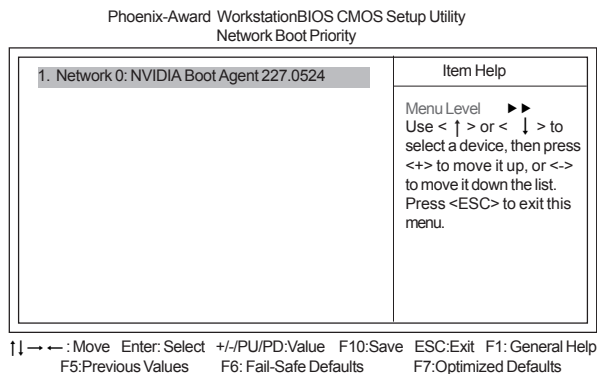 Phoenix-Award WorkstationBIOS CMOS Setup Utility
Network Boot Priority
1. Network 0: NVIDIA Boot Agent 227.0524
Item Help
Menu Level ►►
Use < ↑ > or < ↓ > to
select a device, then press
<+> to move it up, or <->
to move it down the list.
Press <ESC> to exit this
menu.
↑↓→←: Move Enter: Select +/-/PU/PD:Value F10:Save ESC:Exit F1: General Help
F5:Previous Values F6: Fail-Safe Defaults F7:Optimized Defaults